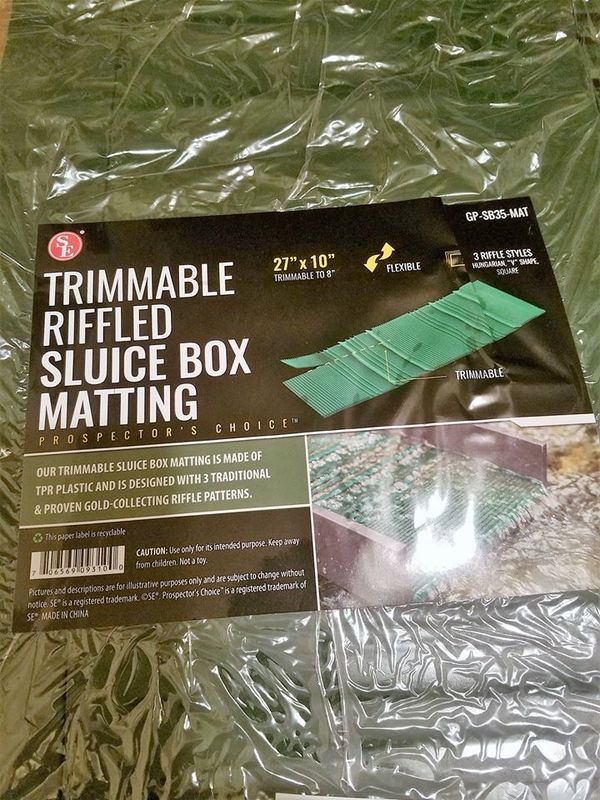 SE
TRIMMABLE
RIFFLED
SLUICE BOX
MATTING
PROSPECTOR'S CHOICE™
27" x 10"
TRIMMABLE TO 8"
FLEXIBLE
GP-SB35-MAT
3 RIFFLE STYLES
HUNGARIAN, "V" SHAPE,
SQUARE
TRIMMABLE
OUR TRIMMABLE SLUICE BOX MATTING IS MADE OF
TPR PLASTIC AND IS DESIGNED WITH 3 TRADITIONAL
& PROVEN GOLD-COLLECTING RIFFLE PATTERNS.
This paper label is recyclable
7 06569 09310 0
CAUTION: Use only for its intended purpose. Keep away
from children. Not a toy.
Pictures and descriptions are for illustrative purposes only and are subject to change without
notice. SE® is a registered trademark. ©SE®. Prospector's Choice™ is a registered trademark of
SE®. MADE IN CHINA